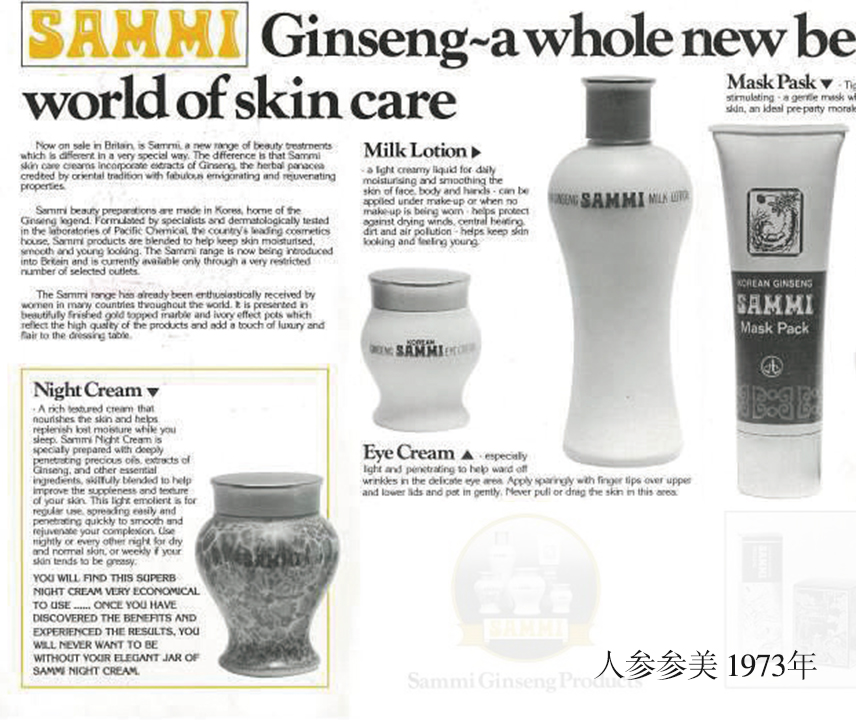 SAMMI Ginseng~a whole new be
world of skin care
Now on sale in Britain, is Sammi, a new range of beauty treatments
which is different in a very special way. The difference is that Sammi
skin care creams incorporate extracts of Ginseng, the herbal panacea
credited by oriental tradition with fabulous envigorating and rejuvenating
properties.
Sammi beauty preparations are made in Korea, home of the
Ginseng legend. Formulated by specialists and dermatologically tested
in the laboratories of Pacific Chemical, the country's leading cosmetics
house, Sammi products are blended to help keep skin moisturised,
smooth and young looking. The Sammi range is now being introduced
into Britain and is currently available only through a very restricted
number of selected outlets.
The Sammi range has already been enthusiastically received by
women in many countries throughout the world. It is presented in
beautifully finished gold topped marble and ivory effect pots which
reflect the high quality of the products and add a touch of luxury and
flair to the dressing table.
Night Cream ▼
- A rich textured cream that
nourishes the skin and helps
replenish lost moisture while you
sleep. Sammi Night Cream is
specially prepared with deeply
penetrating precious oils, extracts of
Ginseng, and other essential
ingredients, skilfully blended to help
improve the suppleness and texture
of your skin. This light emolient is for
regular use, spreading easily and
penetrating quickly to smooth and
rejuvenate your complexion. Use
nightly or every other night for dry
and normal skin, or weekly if your
skin tends to be greasy.
YOU WILL FIND THIS SUPERB
NIGHT CREAM VERY ECONOMICAL
TO USE ...... ONCE YOU HAVE
DISCOVERED THE BENEFITS AND
EXPERIENCED THE RESULTS, YOU
WILL NEVER WANT TO BE
WITHOUT YOUR ELEGANT JAR OF
SAMMI NIGHT CREAM.
SAMMI
Milk Lotion ▶
- a light creamy liquid for daily
moisturising and smoothing the
skin of face, body and hands - can be
applied under make-up or when no
make-up is being worn - helps protect
against drying winds, central heating,
dirt and air pollution - helps keep skin
looking and feeling young.
KOREAN
GINSENG SAMMI EYE CREAM
Eye Cream ▲ - especially
light and penetrating to help ward off
wrinkles in the delicate eye area. Apply sparingly with finger tips over upper
and lower lids and pat in gently. Never pull or drag the skin in this area.
GINSENG SAMMI MILK LOTION
Mask Pask ▼ - Tig
stimulating - a gentle mask wh
skin, an ideal pre-party morale
KOREAN GINSENG
SAMMI
Mask Pack
SAMMI
Sammi Ginseng Products
人参参美 1973年